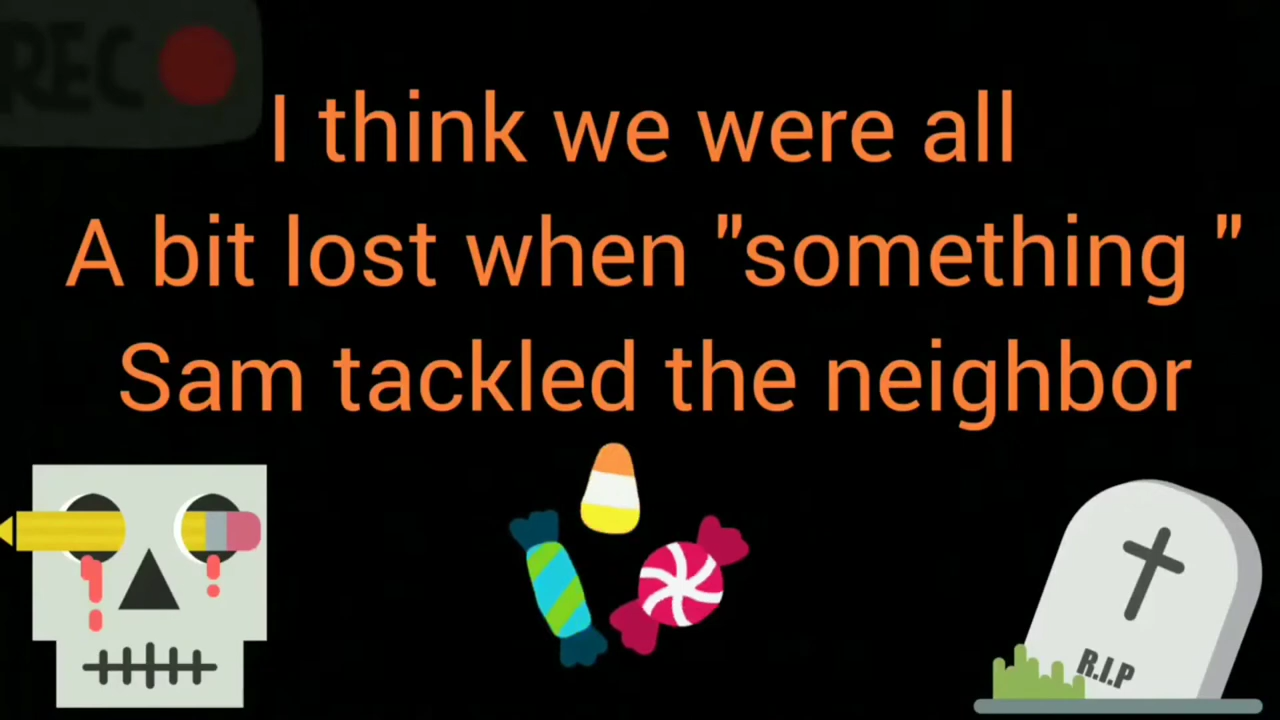 REC
I think we were all
A bit lost when "something "
Sam tackled the neighbor
R.I.P